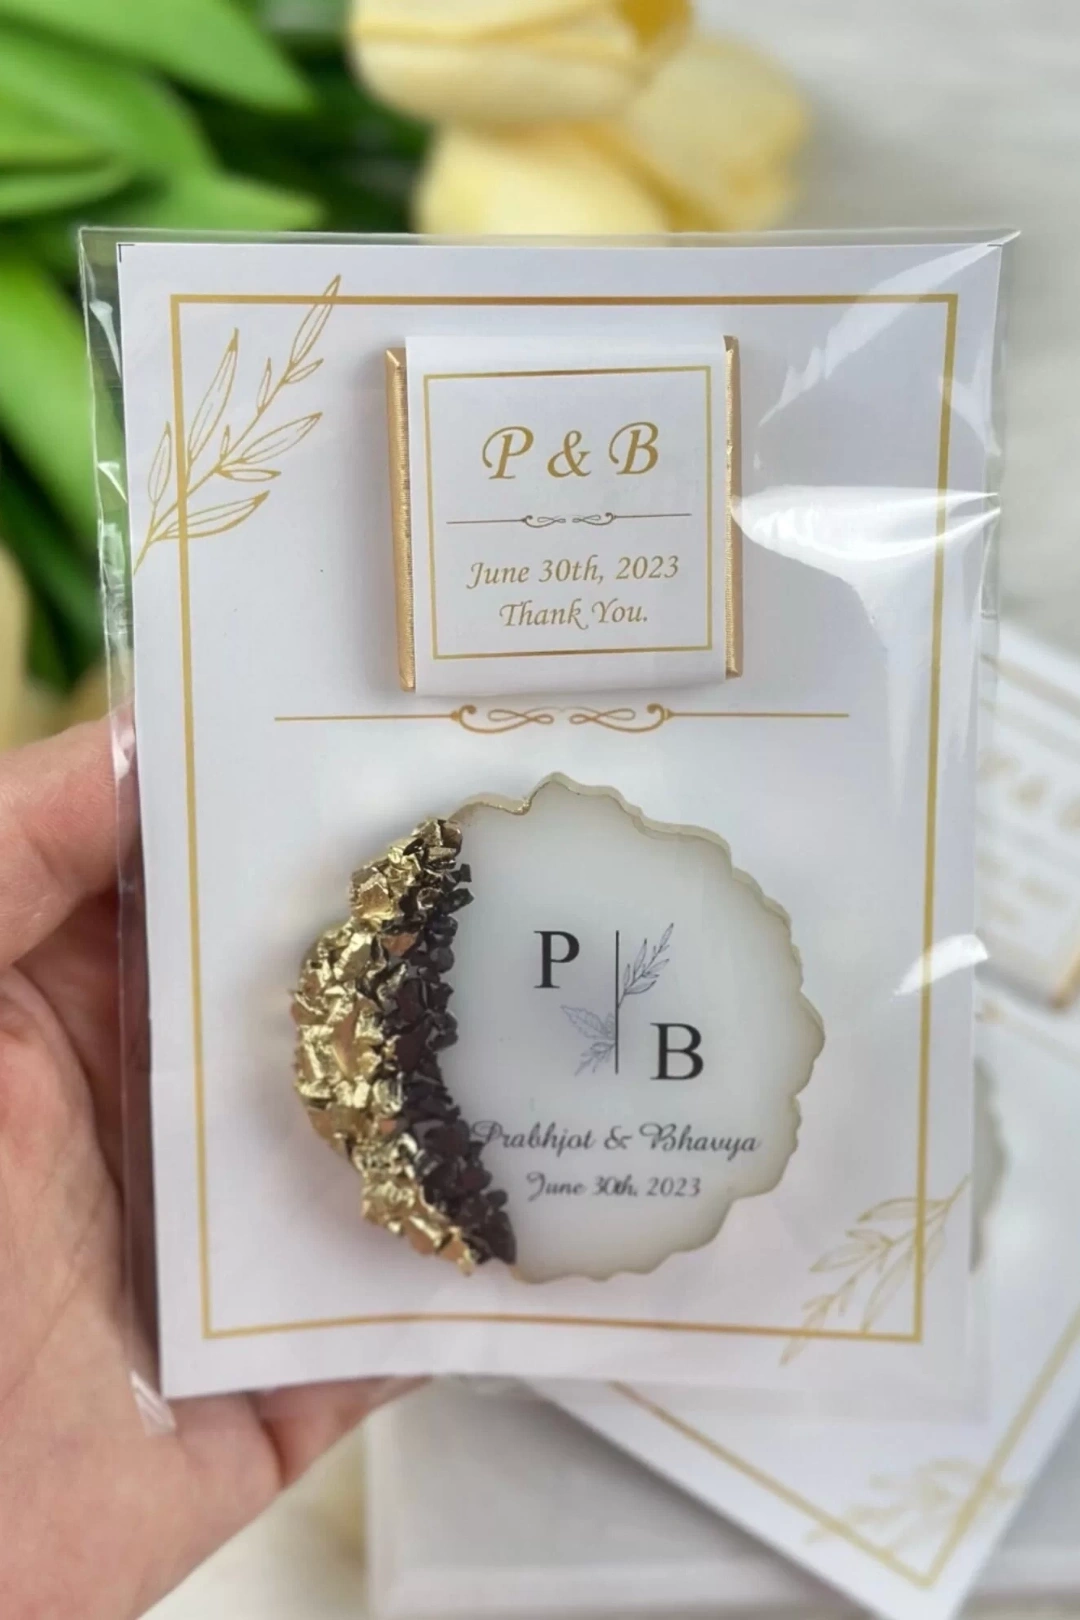 P & B
June 30th, 2023
Thank You.
P
B
Prabhjot & Bhavya
June 30th, 2023
P & B